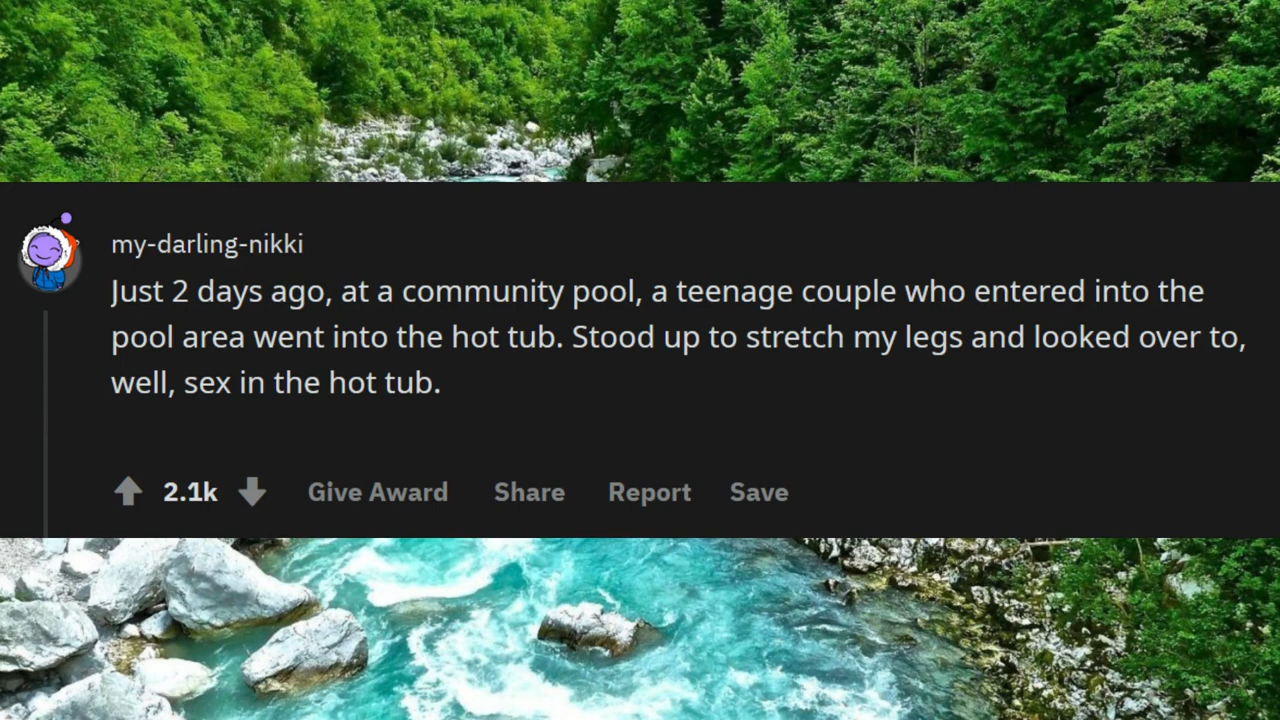 my-darling-nikki
Just 2 days ago, at a community pool, a teenage couple who entered into the
pool area went into the hot tub. Stood up to stretch my legs and looked over to,
well, sex in the hot tub.
2.1k Give Award Share Report Save